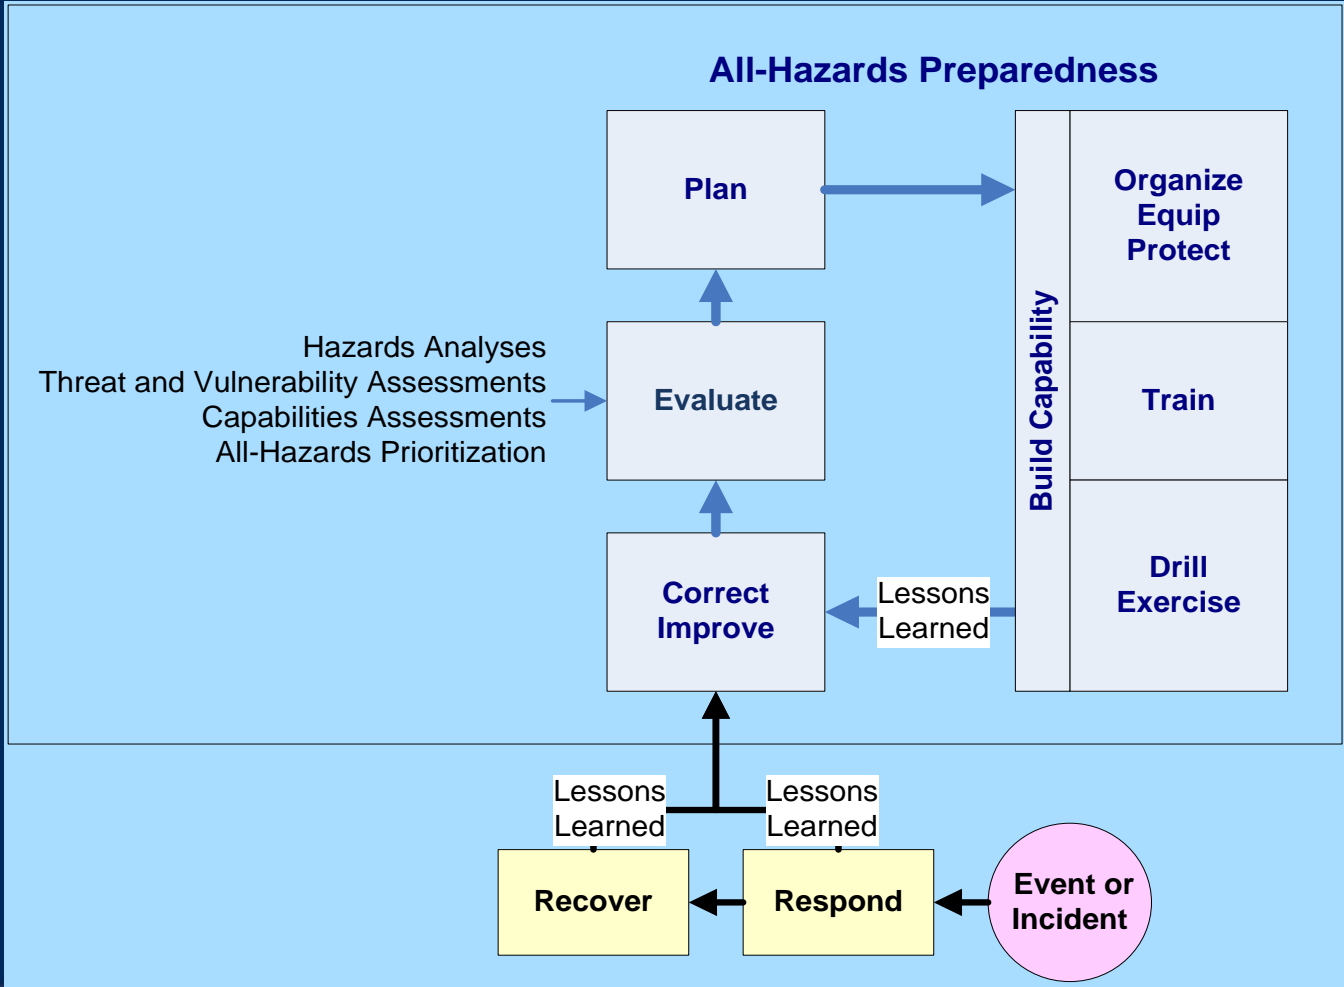 All-Hazards Preparedness
Plan
Organize
Equip
Protect
Build Capability
Hazards Analyses
Threat and Vulnerability Assessments
Capabilities Assessments
All-Hazards Prioritization
Evaluate
Train
Correct
Improve
Lessons
Learned
Drill
Exercise
Lessons
Learned
Lessons
Learned
Recover
Respond
Event or
Incident